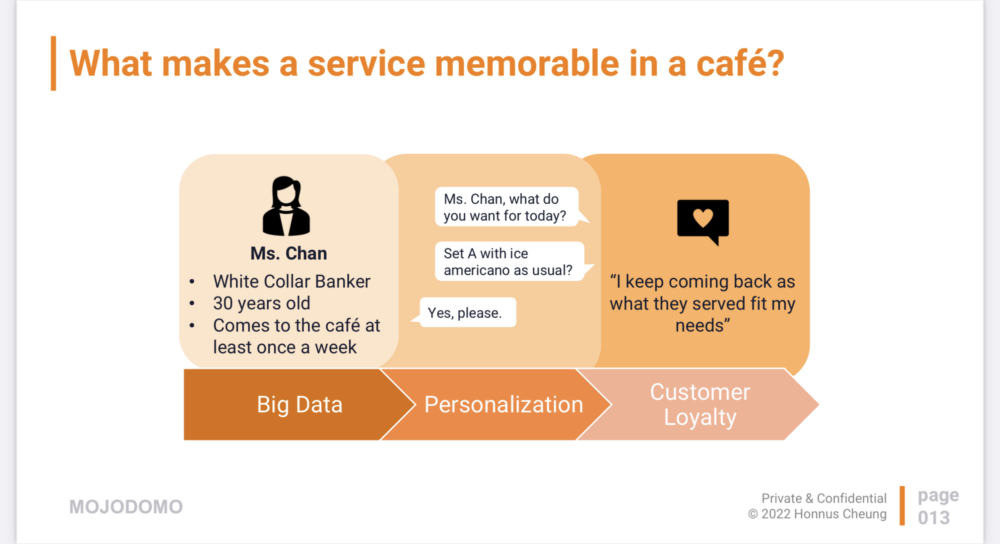 What makes a service memorable in a café?
Ms. Chan
• White Collar Banker
• 30 years old
• Comes to the café at
least once a week
Ms. Chan, what do
you want for today?
Set A with ice
americano as usual?
Yes, please.
“I keep coming back as
what they served fit my
needs”
Big Data
Personalization
Customer
Loyalty
MOJODOMO
Private & Confidential
© 2022 Honnus Cheung
page
013